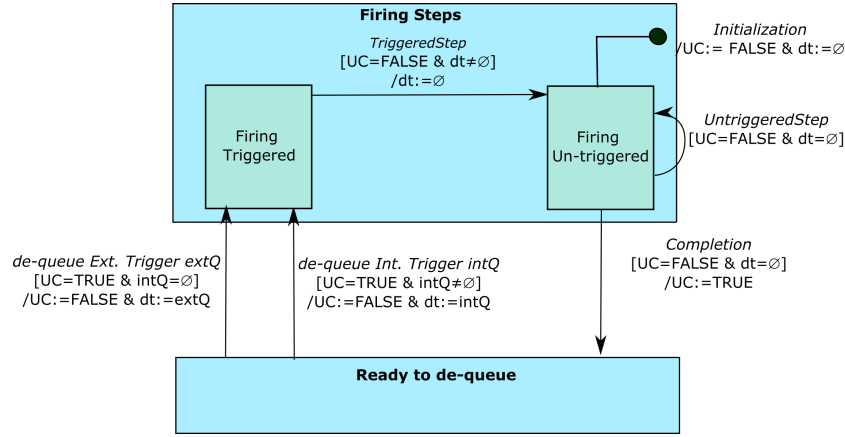 Firing Steps
Initialization
/UC:= FALSE & dt:=∅
TriggeredStep
[UC=FALSE & dt≠∅]
/dt:=∅
Firing
Triggered
Firing
Un-triggered
UntriggeredStep
[UC=FALSE & dt=∅]
de-queue Ext. Trigger extQ
[UC=TRUE & intQ=∅]
/UC:=FALSE & dt:=extQ
de-queue Int. Trigger intQ
[UC=TRUE & intQ≠∅]
/UC:=FALSE & dt:=intQ
Completion
[UC=FALSE & dt=∅]
/UC:=TRUE
Ready to de-queue